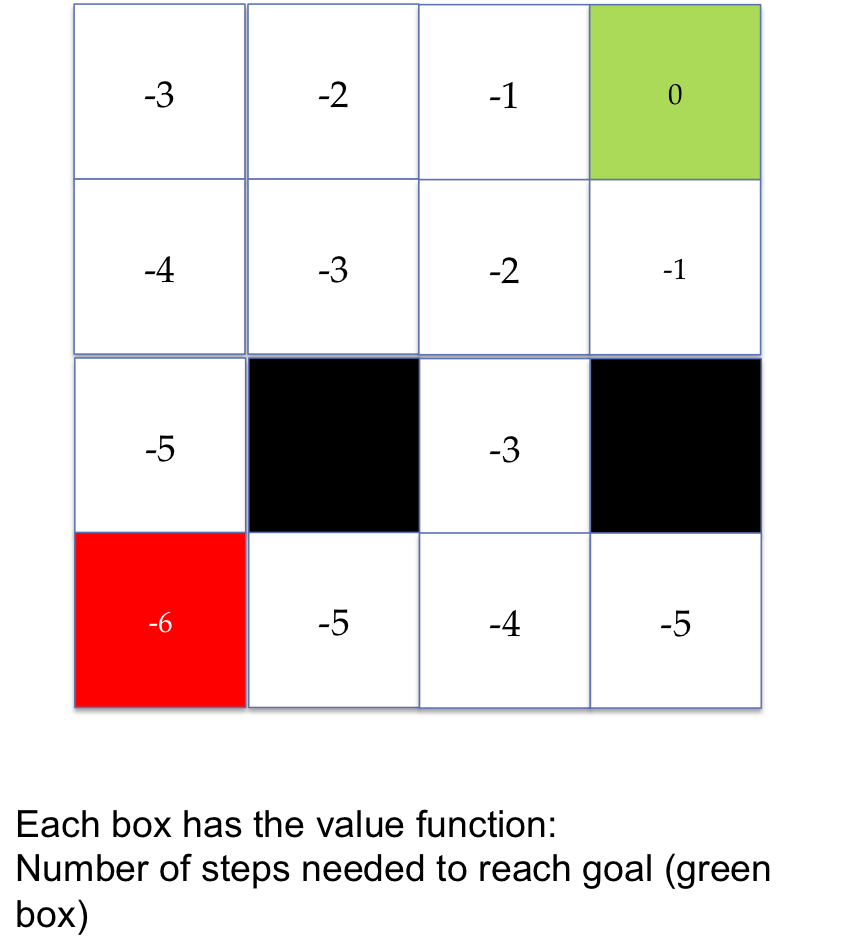 -3 -2 -1 0
-4 -3 -2 -1
-5 -3
-6 -5 -4 -5
Each box has the value function:
Number of steps needed to reach goal (green
box)